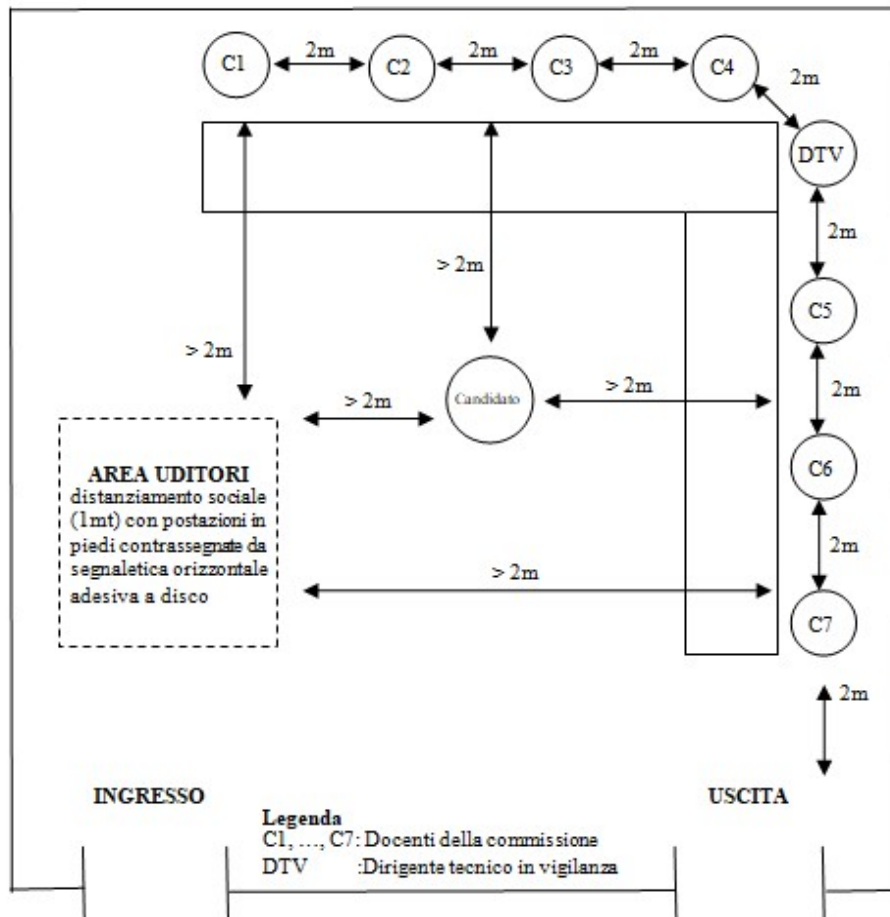 C1
2m
C2
2m
C3
2m
C4
2m
DTV
2m
> 2m
C5
> 2m
2m
Candidato
> 2m
> 2m
C6
AREA UDITORI
distanziamento sociale
(1mt) con postazioni in
piedi contrassegnate da
segnaletica orizzontale
adesiva a disco
2m
> 2m
C7
2m
INGRESSO
USCITA
Legenda
C1, ..., C7: Docenti della commissione
DTV :Dirigente tecnico in vigilanza